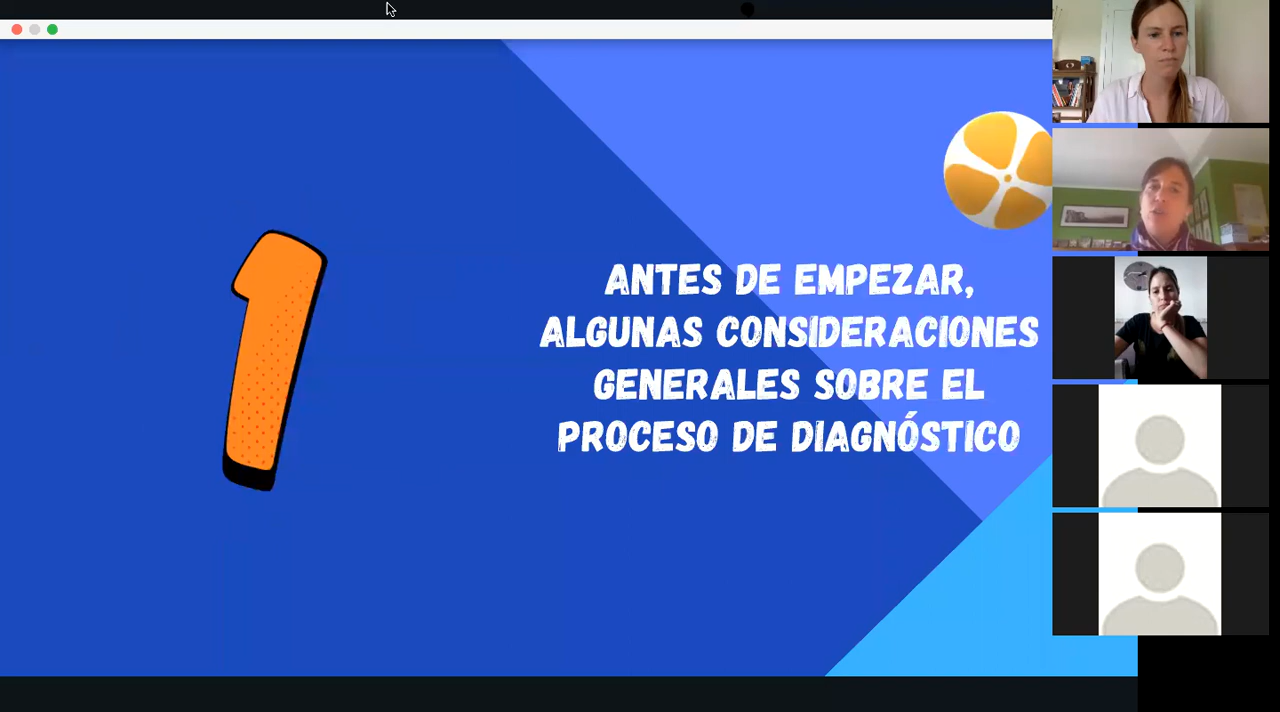 1
ANTES DE EMPEZAR,
ALGUNAS CONSIDERACIONES
GENERALES SOBRE EL
PROCESO DE DIAGNÓSTICO